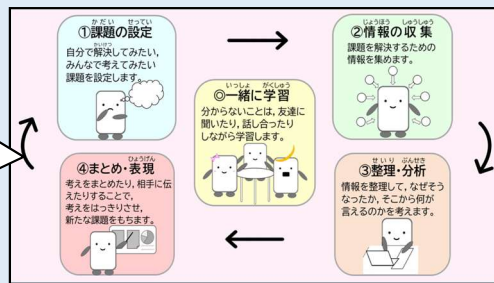 かだい せってい
①課題の設定
自分で解決してみたい,
かいけつ
みんなで考えてみたい
課題を設定します。
じょうほう しゅうしゅう
②情報の収集
課題を解決するための
情報を集めます。
いっしょ がくしゅう
◎一緒に学習
分からないことは,友達に
聞いたり,話し合ったり
しながら学習します。
せいり ぶんせき
③整理・分析
情報を整理して,なぜそう
なったか,そこから何が
言えるのかを考えます。
ひょうげん
④まとめ・表現
考えをまとめたり,相手に伝
えたりすることで,
考えをはっきりさせ,
新たな課題をもちます。